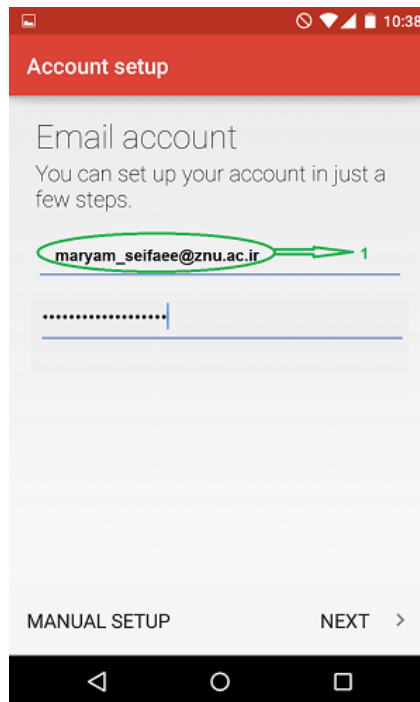 10:38
Account setup
Email account
You can set up your account in just a
few steps.
maryam_seifaee@znu.ac.ir 1
••••••••••••••••••••
MANUAL SETUP NEXT >